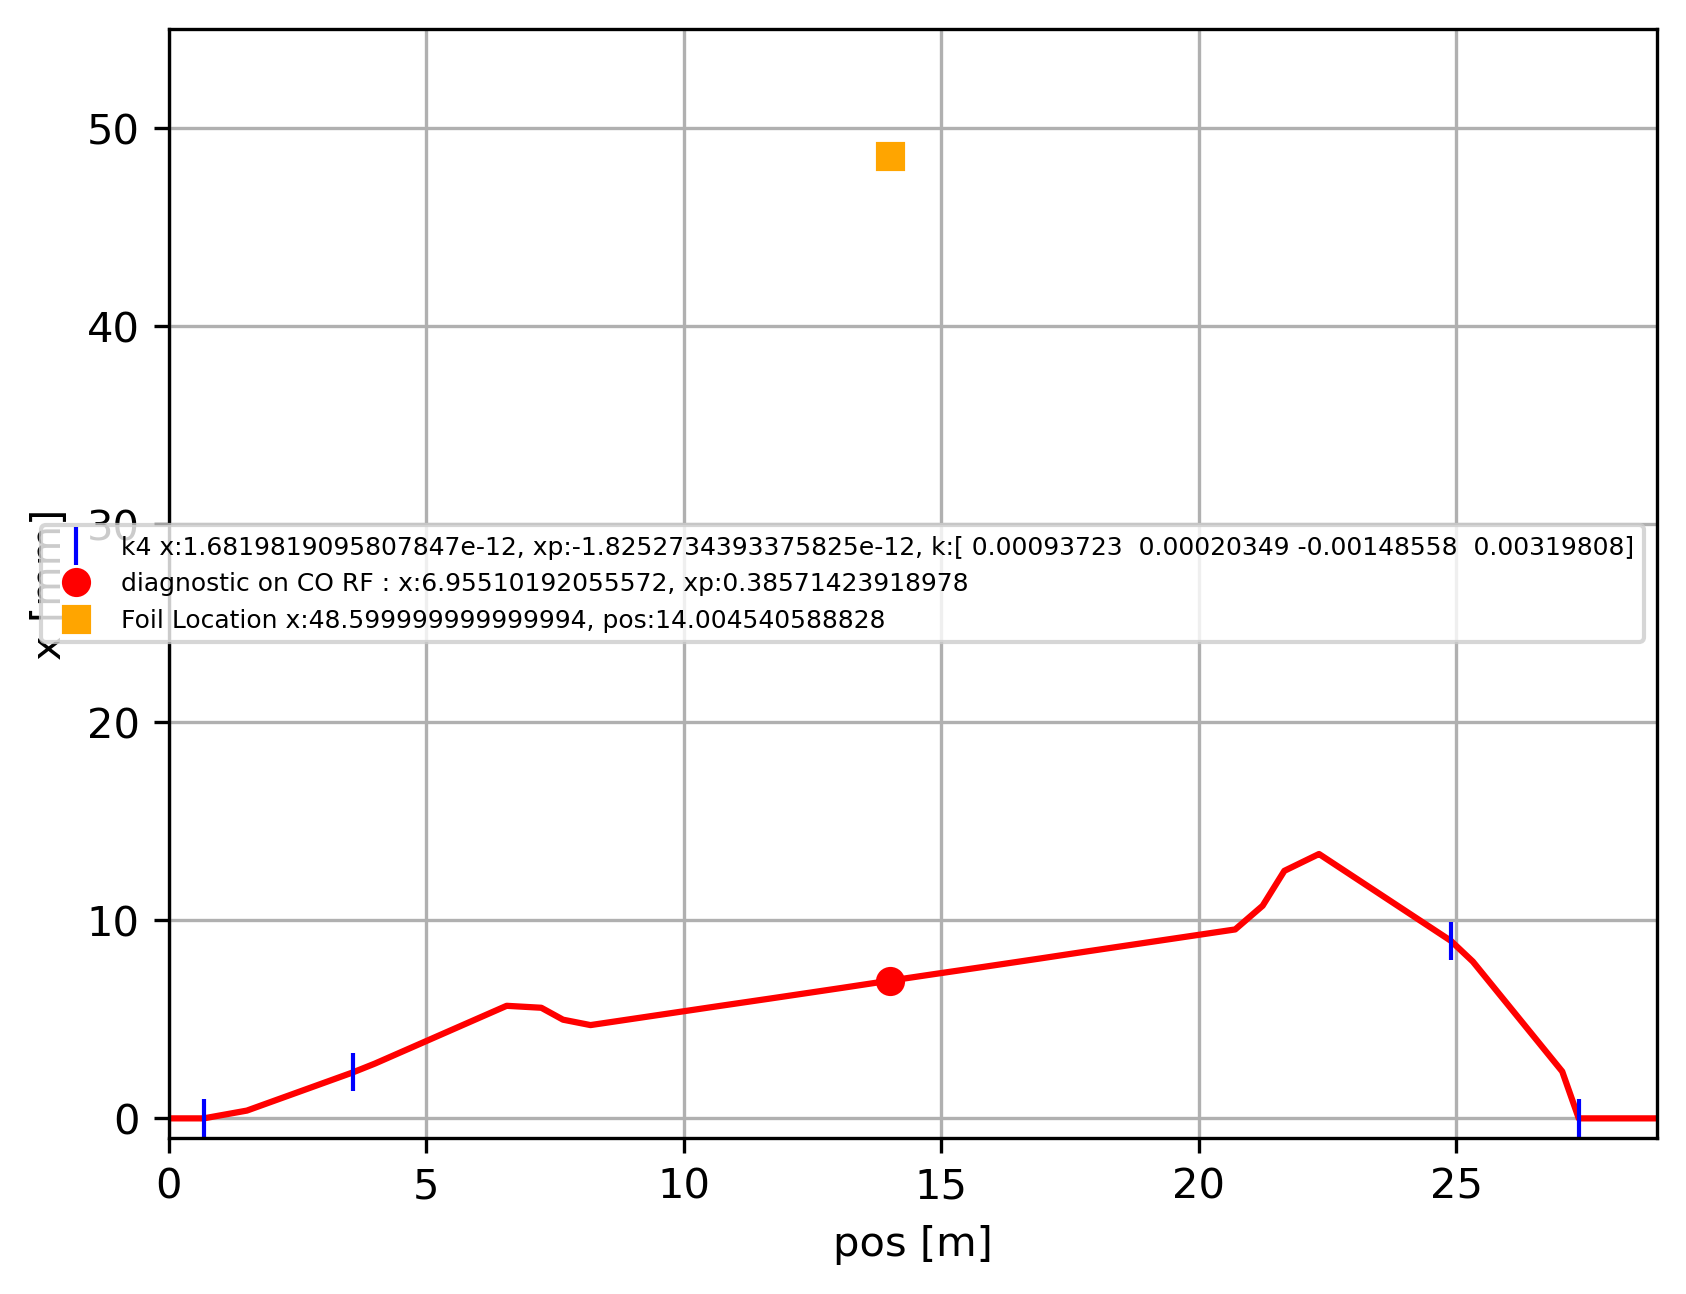 50
40
30
20
10
0
x [mm]
k4 x:1.6819819095807847e-12, xp:-1.8252734393375825e-12, k:[ 0.00093723  0.00020349 -0.00148558  0.00319808]
diagnostic on CO RF : x:6.95510192055572, xp:0.38571423918978
Foil Location x:48.599999999999994, pos:14.004540588828
0 5 10 15 20 25
pos [m]